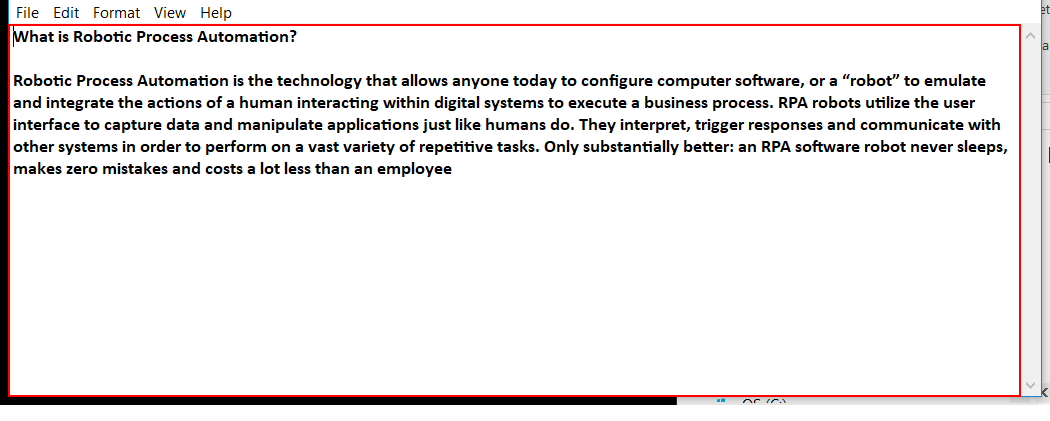 File Edit Format View Help
What is Robotic Process Automation?
Robotic Process Automation is the technology that allows anyone today to configure computer software, or a “robot” to emulate
and integrate the actions of a human interacting within digital systems to execute a business process. RPA robots utilize the user
interface to capture data and manipulate applications just like humans do. They interpret, trigger responses and communicate with
other systems in order to perform on a vast variety of repetitive tasks. Only substantially better: an RPA software robot never sleeps,
makes zero mistakes and costs a lot less than an employee